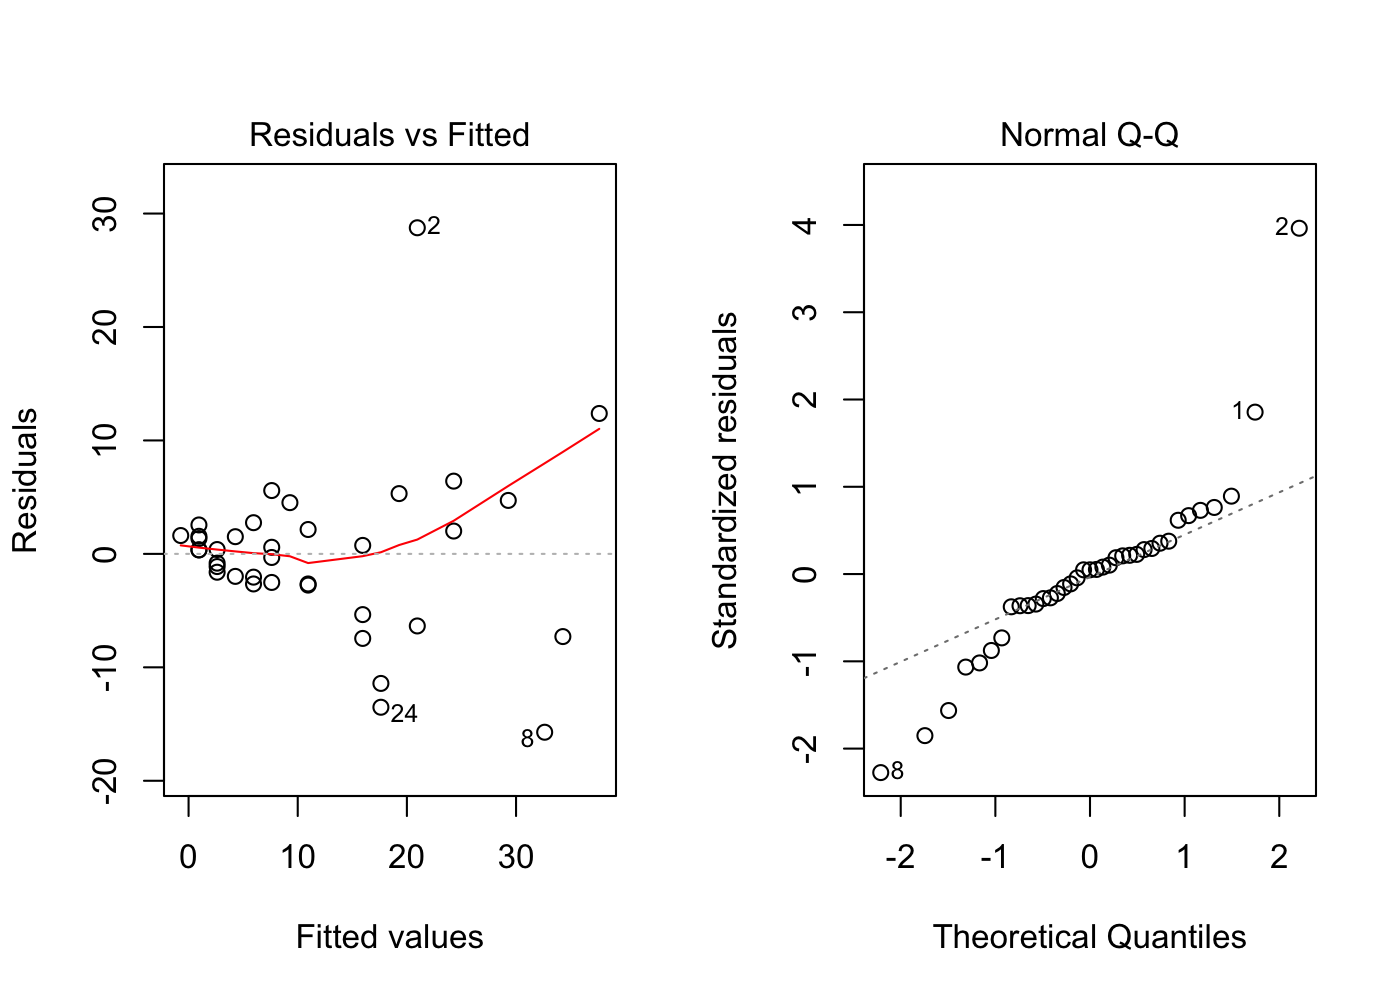 Residuals vs Fitted
Residuals
30
20
10
0
-10
-20
2
24
8
0 10 20 30
Fitted values
Normal Q-Q
Standardized residuals
4
3
2
1
0
-1
-2
2
1
8
-2 -1 0 1 2
Theoretical Quantiles